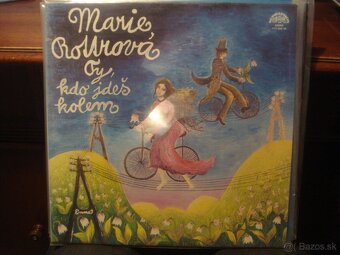 Marie
Rottrová
Ty,
kdo jdeš
kolem
© Bazos.sk